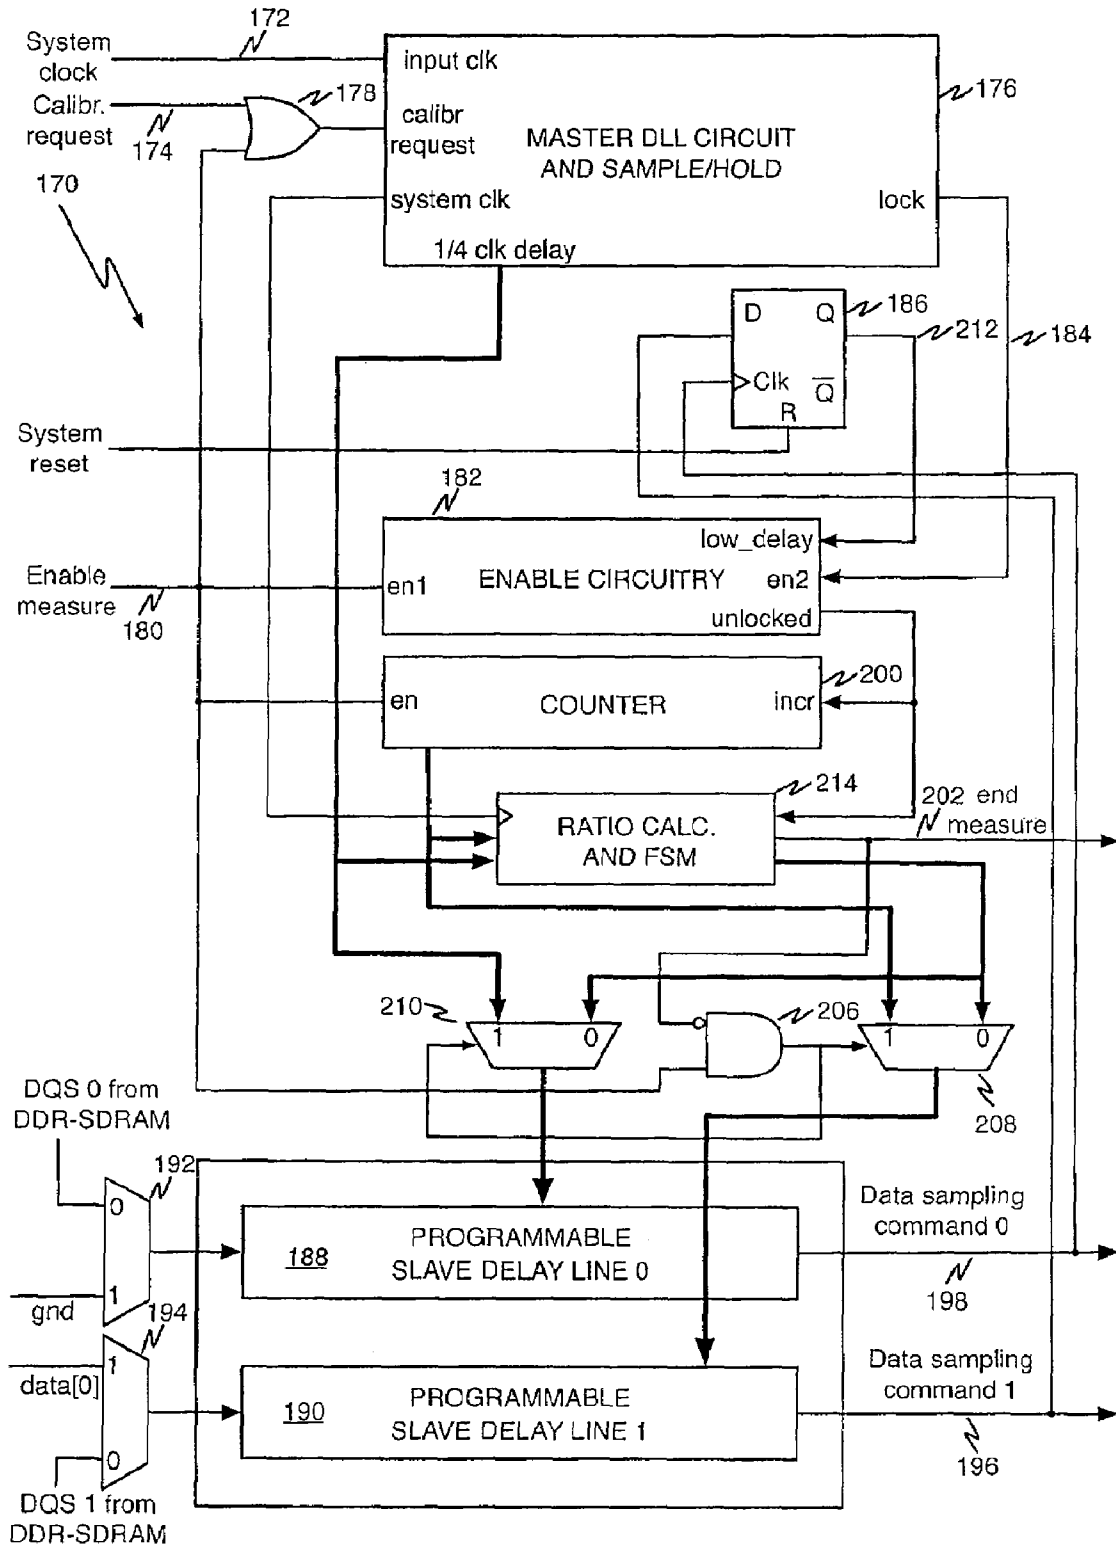 172
System
clock
input clk
Calibr.
request
178
174
calibr
request
176
MASTER DLL CIRCUIT
AND SAMPLE/HOLD
170
system clk
lock
1/4 clk delay
D
Q
186
212
184
Clk
Q
R
System
reset
182
low_delay
Enable
measure
180
en1
ENABLE CIRCUITRY
en2
unlocked
200
en
COUNTER
incr
214
202 end
measure
RATIO CALC.
AND FSM
210
1
0
206
1
0
208
DQS 0 from
DDR-SDRAM
192
0
1
gnd
188
PROGRAMMABLE
SLAVE DELAY LINE 0
Data sampling
command 0
198
194
1
data[0]
0
190
PROGRAMMABLE
SLAVE DELAY LINE 1
Data sampling
command 1
196
DQS 1 from
DDR-SDRAM